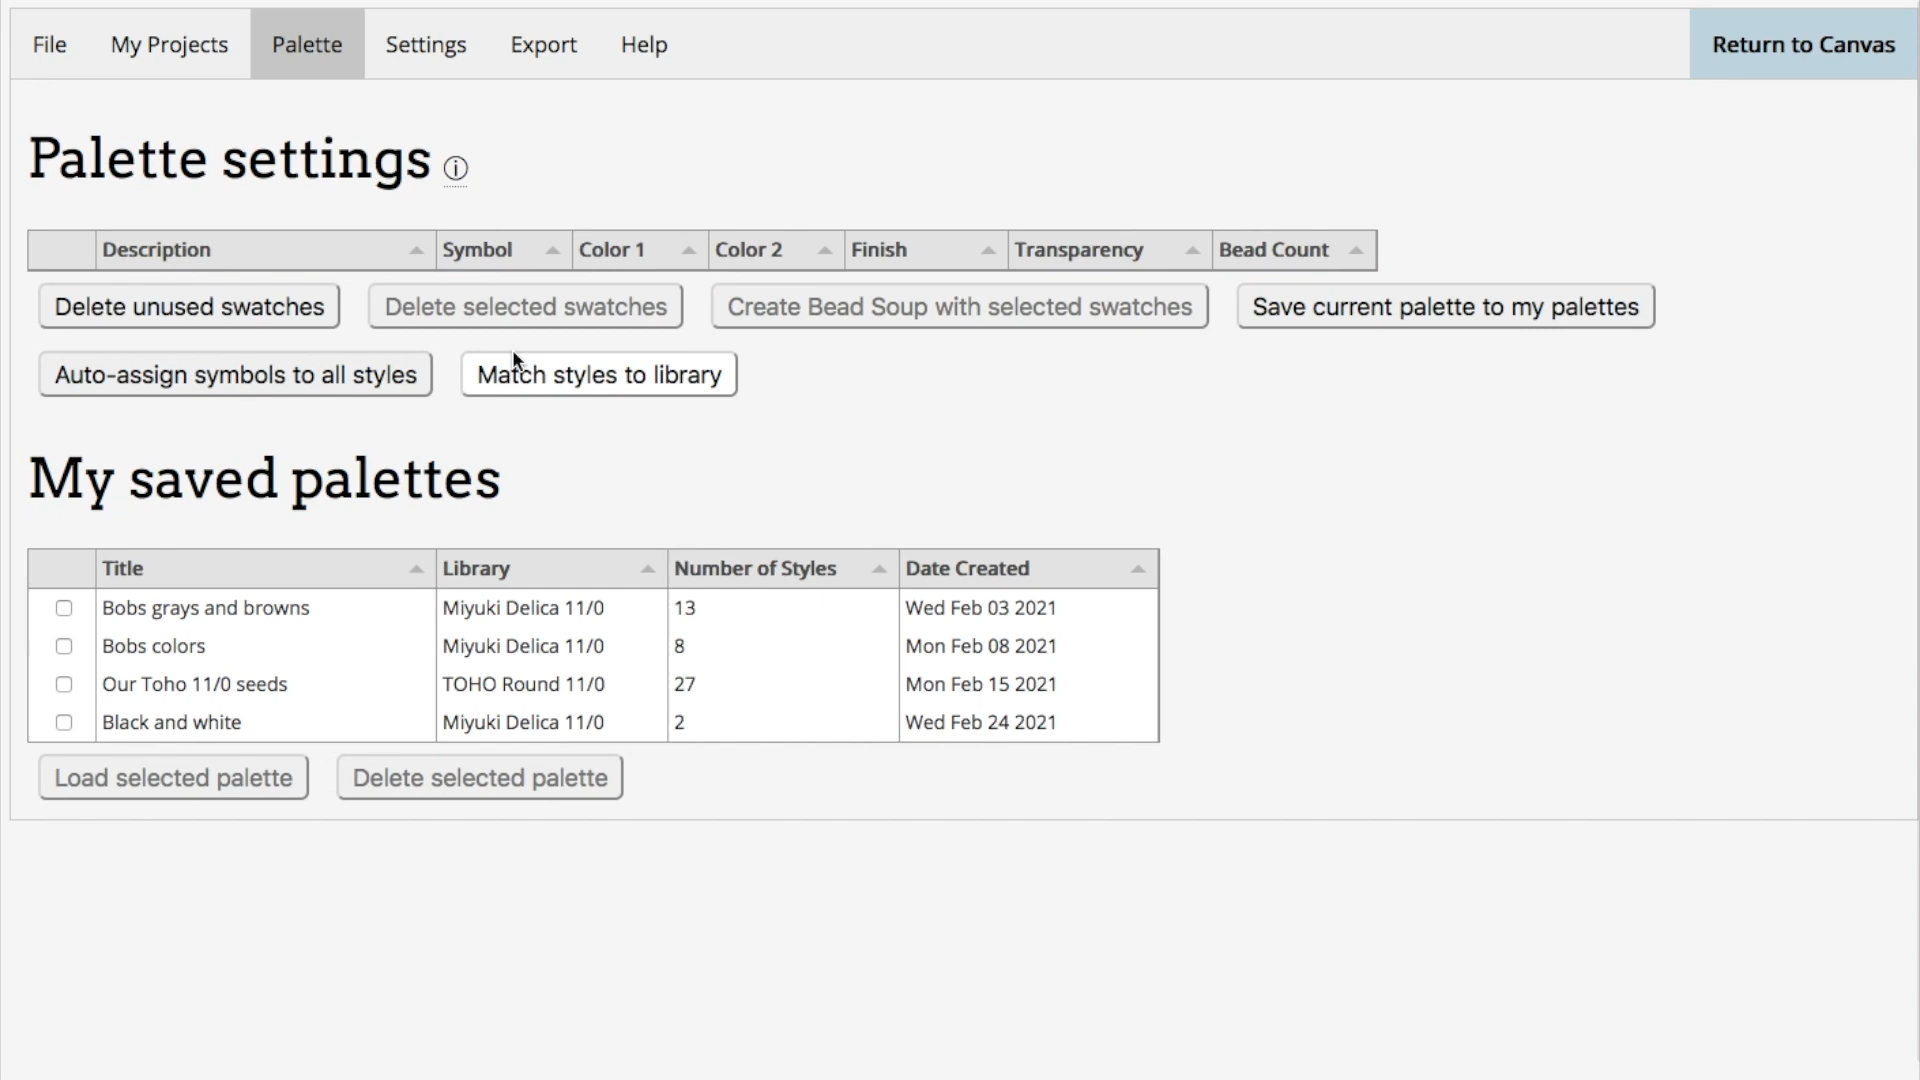 File My Projects Palette Settings Export Help Return to Canvas
Palette settings ⓘ
Description Symbol Color 1 Color 2 Finish Transparency Bead Count
Delete unused swatches Delete selected swatches Create Bead Soup with selected swatches Save current palette to my palettes
Auto-assign symbols to all styles Match styles to library
My saved palettes
Title Library Number of Styles Date Created
Bobs grays and browns Miyuki Delica 11/0 13 Wed Feb 03 2021
Bobs colors Miyuki Delica 11/0 8 Mon Feb 08 2021
Our Toho 11/0 seeds TOHO Round 11/0 27 Mon Feb 15 2021
Black and white Miyuki Delica 11/0 2 Wed Feb 24 2021
Load selected palette Delete selected palette